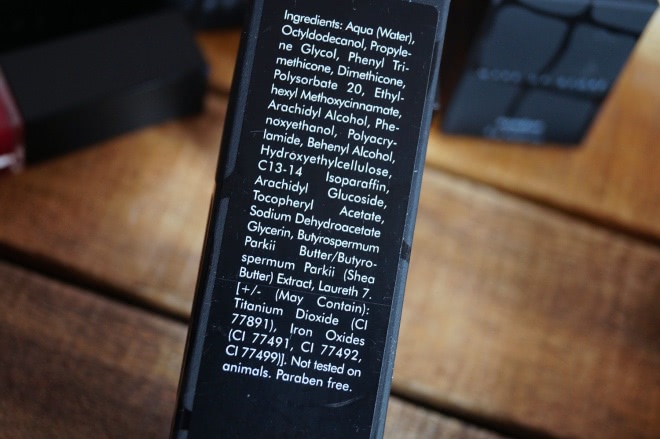 Ingredients: Aqua (Water),
Octyldodecanol, Propyle-
ne Glycol, Phenyl Tri-
methicone, Dimethicone,
Polysorbate 20, Ethyl-
hexyl Methoxycinnamate,
Arachidyl Alcohol, Phe-
noxyethanol, Polyacry-
lamide, Behenyl Alcohol,
Hydroxyethylcellulose,
C13-14 Isoparaffin,
Arachidyl Glucoside,
Tocopheryl Acetate,
Sodium Dehydroacetate
Glycerin, Butyrospermum
Parkii Butter/Butyro-
spermum Parkii (Shea
Butter) Extract, Laureth 7.
[+/- (May Contain):
Titanium Dioxide (CI
77891), Iron Oxides
(CI 77491, CI 77492,
CI 77499)]. Not tested on
animals. Paraben free.